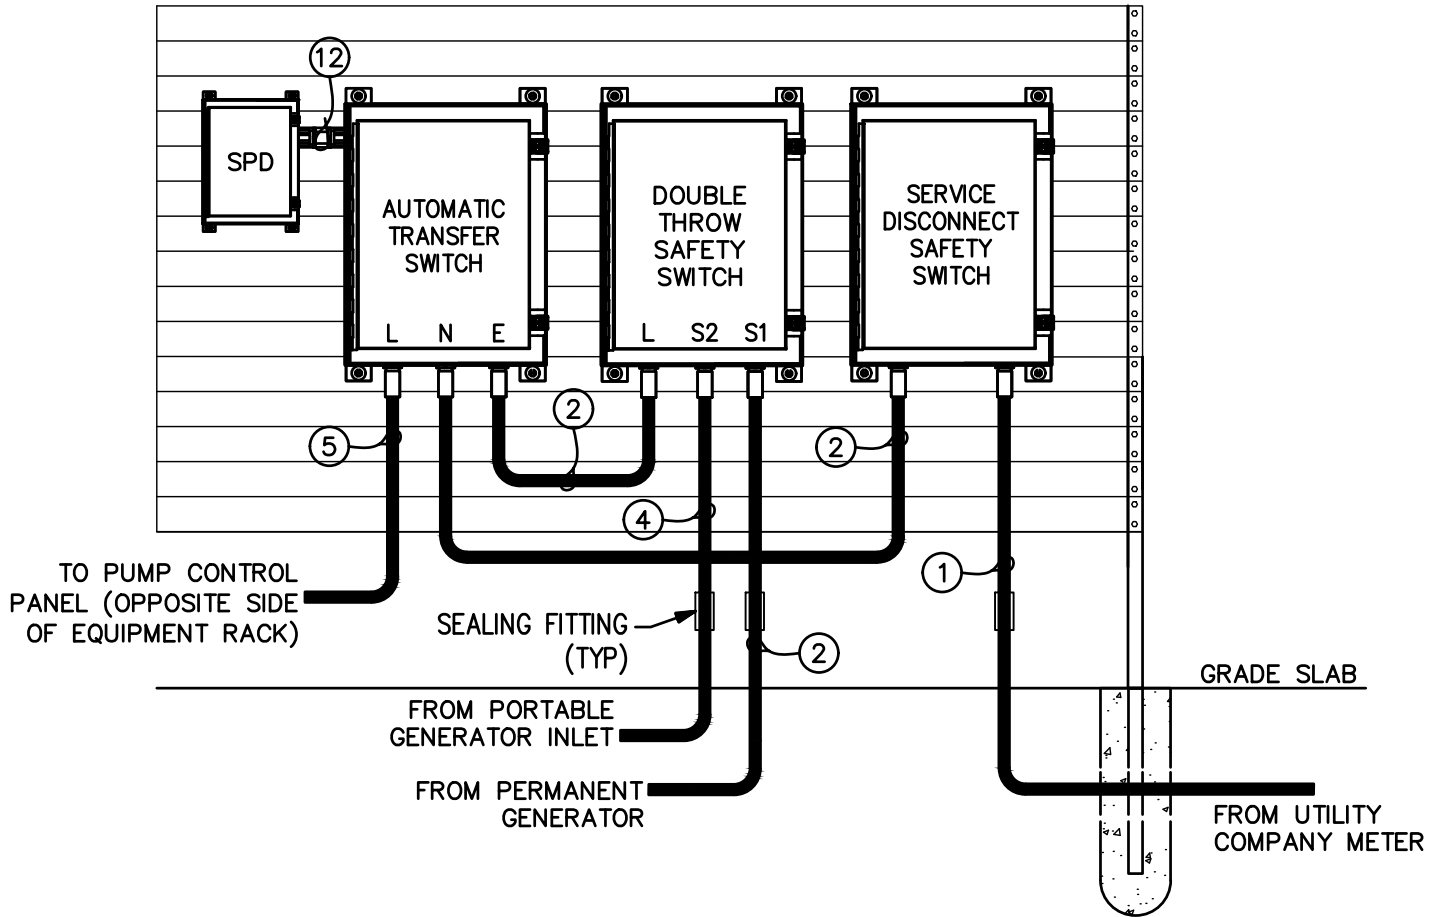 12
SPD
AUTOMATIC
TRANSFER
SWITCH
L N E
DOUBLE
THROW
SAFETY
SWITCH
L S2 S1
SERVICE
DISCONNECT
SAFETY
SWITCH
2
5
2
4
1
TO PUMP CONTROL
PANEL (OPPOSITE SIDE
OF EQUIPMENT RACK)
SEALING FITTING
(TYP)
2
GRADE SLAB
FROM PORTABLE
GENERATOR INLET
FROM PERMANENT
GENERATOR
FROM UTILITY
COMPANY METER